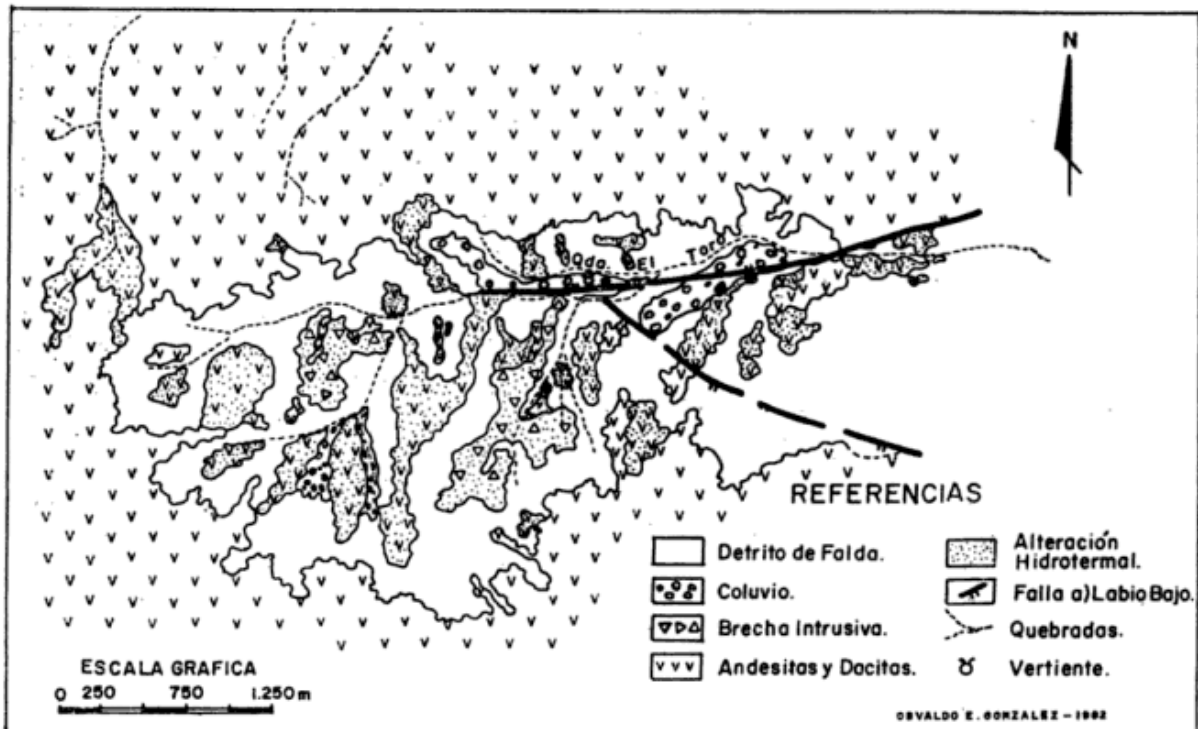 N
Qda El Toro
REFERENCIAS
Detrito de Falda.
Coluvio.
Brecha Intrusiva.
Andesitas y Dacitas.
Alteración
Hidrotermal.
Falla a) Labio Bajo.
Quebradas.
Vertiente.
ESCALA GRAFICA
0 250 750 1.250 m
OSVALDO E. GONZALEZ - 1982